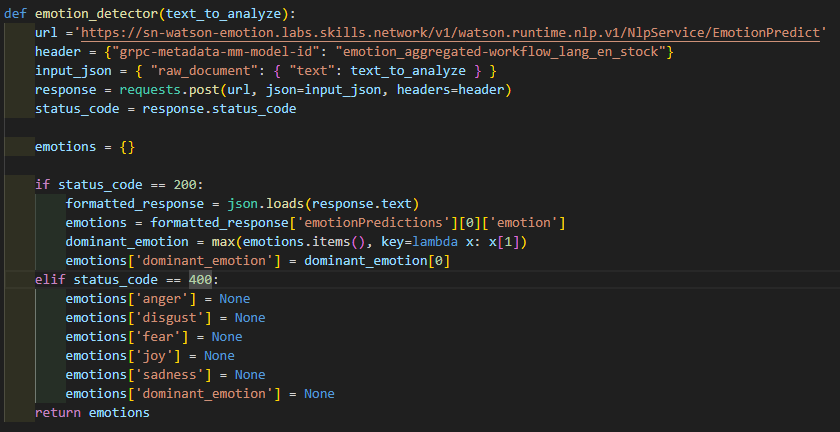 def emotion_detector(text_to_analyze):
    url ='https://sn-watson-emotion.labs.skills.network/v1/watson.runtime.nlp.v1/NlpService/EmotionPredict'
    header = {"grpc-metadata-mm-model-id": "emotion_aggregated-workflow_lang_en_stock"}
    input_json = { "raw_document": { "text": text_to_analyze } }
    response = requests.post(url, json=input_json, headers=header)
    status_code = response.status_code

    emotions = {}

    if status_code == 200:
        formatted_response = json.loads(response.text)
        emotions = formatted_response['emotionPredictions'][0]['emotion']
        dominant_emotion = max(emotions.items(), key=lambda x: x[1])
        emotions['dominant_emotion'] = dominant_emotion[0]
    elif status_code == 400:
        emotions['anger'] = None
        emotions['disgust'] = None
        emotions['fear'] = None
        emotions['joy'] = None
        emotions['sadness'] = None
        emotions['dominant_emotion'] = None
    return emotions